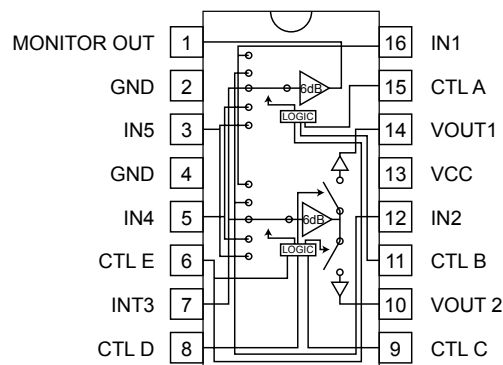 MONITOR OUT 1 16 IN1
GND 2 15 CTL A
IN5 3 14 VOUT1
GND 4 13 VCC
IN4 5 12 IN2
CTL E 6 11 CTL B
INT3 7 10 VOUT 2
CTL D 8 9 CTL C
6dB
LOGIC
6dB
LOGIC